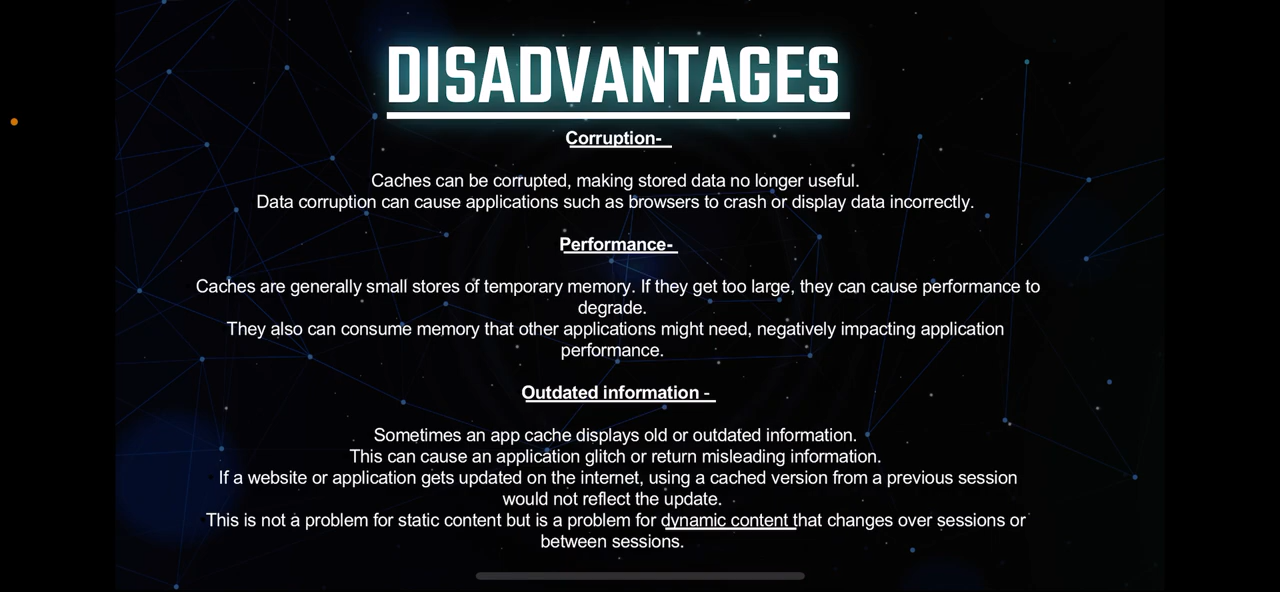 DISADVANTAGES
Corruption-
Caches can be corrupted, making stored data no longer useful.
Data corruption can cause applications such as browsers to crash or display data incorrectly.
Performance-
Caches are generally small stores of temporary memory. If they get too large, they can cause performance to
degrade.
They also can consume memory that other applications might need, negatively impacting application
performance.
Outdated information -
Sometimes an app cache displays old or outdated information.
This can cause an application glitch or return misleading information.
If a website or application gets updated on the internet, using a cached version from a previous session
would not reflect the update.
This is not a problem for static content but is a problem for dynamic content that changes over sessions or
between sessions.